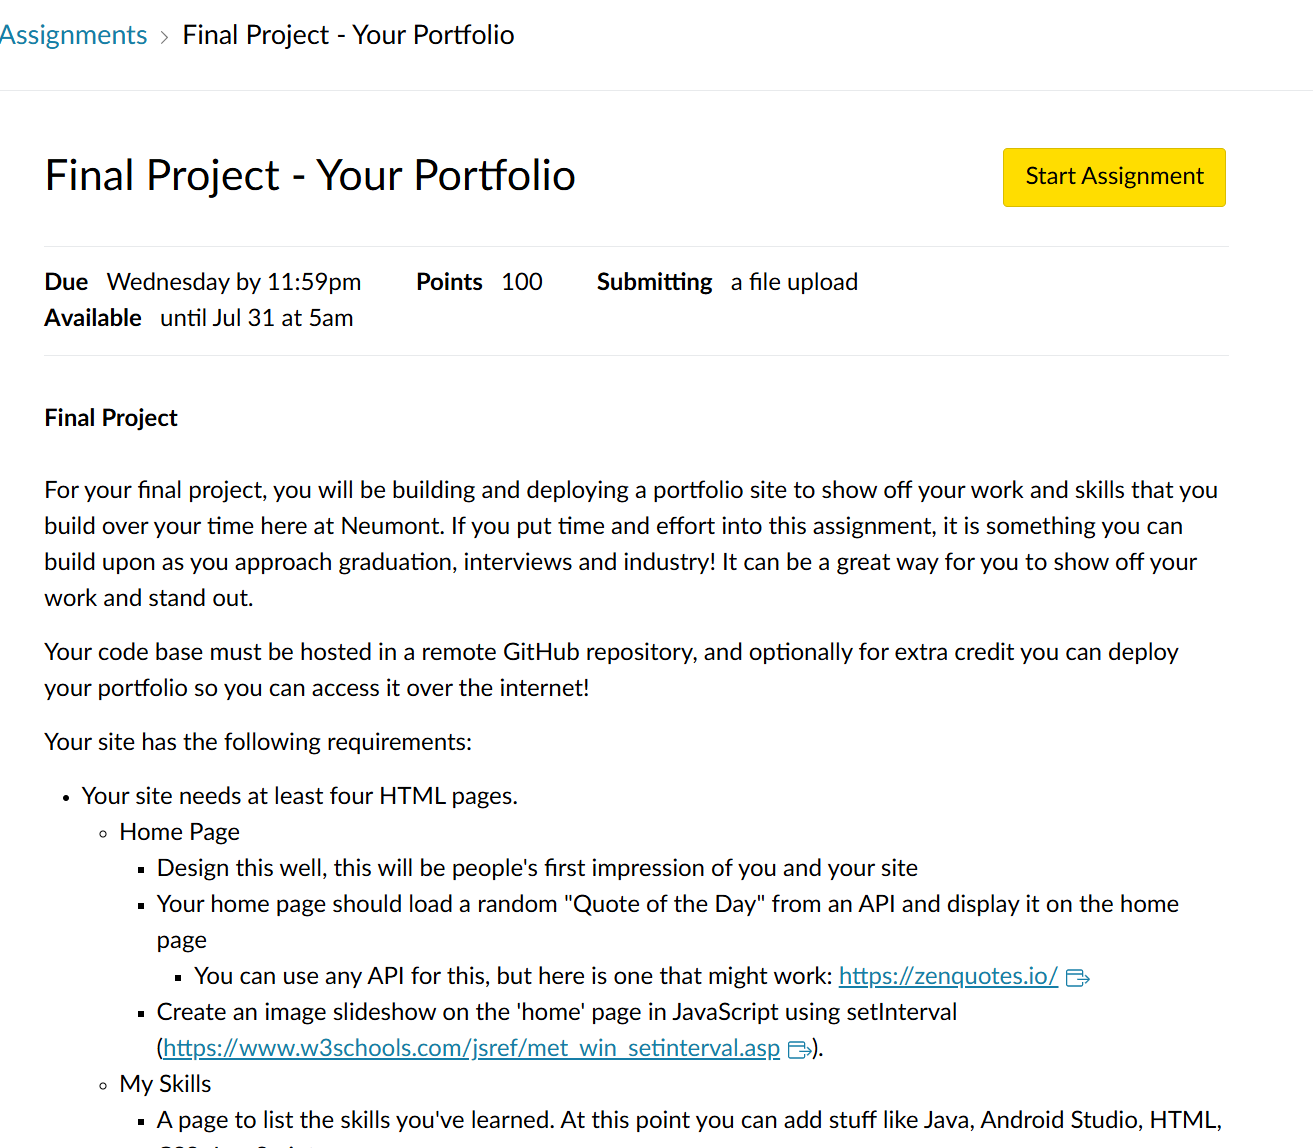 Assignments > Final Project - Your Portfolio
Final Project - Your Portfolio
Start Assignment
Due Wednesday by 11:59pm Points 100 Submitting a file upload
Available until Jul 31 at 5am
Final Project
For your final project, you will be building and deploying a portfolio site to show off your work and skills that you
build over your time here at Neumont. If you put time and effort into this assignment, it is something you can
build upon as you approach graduation, interviews and industry! It can be a great way for you to show off your
work and stand out.
Your code base must be hosted in a remote GitHub repository, and optionally for extra credit you can deploy
your portfolio so you can access it over the internet!
Your site has the following requirements:
Your site needs at least four HTML pages.
Home Page
Design this well, this will be people's first impression of you and your site
Your home page should load a random "Quote of the Day" from an API and display it on the home
page
You can use any API for this, but here is one that might work: https://zenquotes.io/
Create an image slideshow on the 'home' page in JavaScript using setInterval
(https://www.w3schools.com/jsref/met_win_setinterval.asp).
My Skills
A page to list the skills you've learned. At this point you can add stuff like Java, Android Studio, HTML,